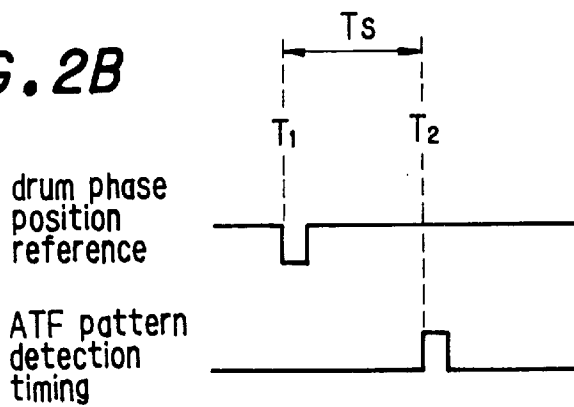 G.2B
Ts
T1 T2
drum phase
position
reference
ATF pattern
detection
timing